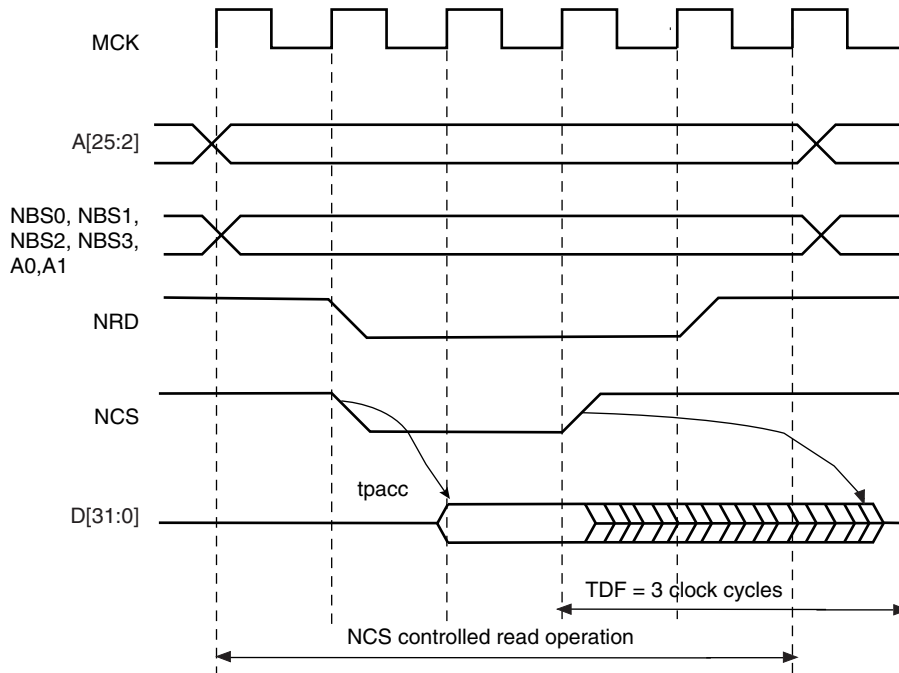 MCK
A[25:2]
NBS0, NBS1,
NBS2, NBS3,
A0,A1
NRD
NCS
tpacc
D[31:0]
TDF = 3 clock cycles
NCS controlled read operation